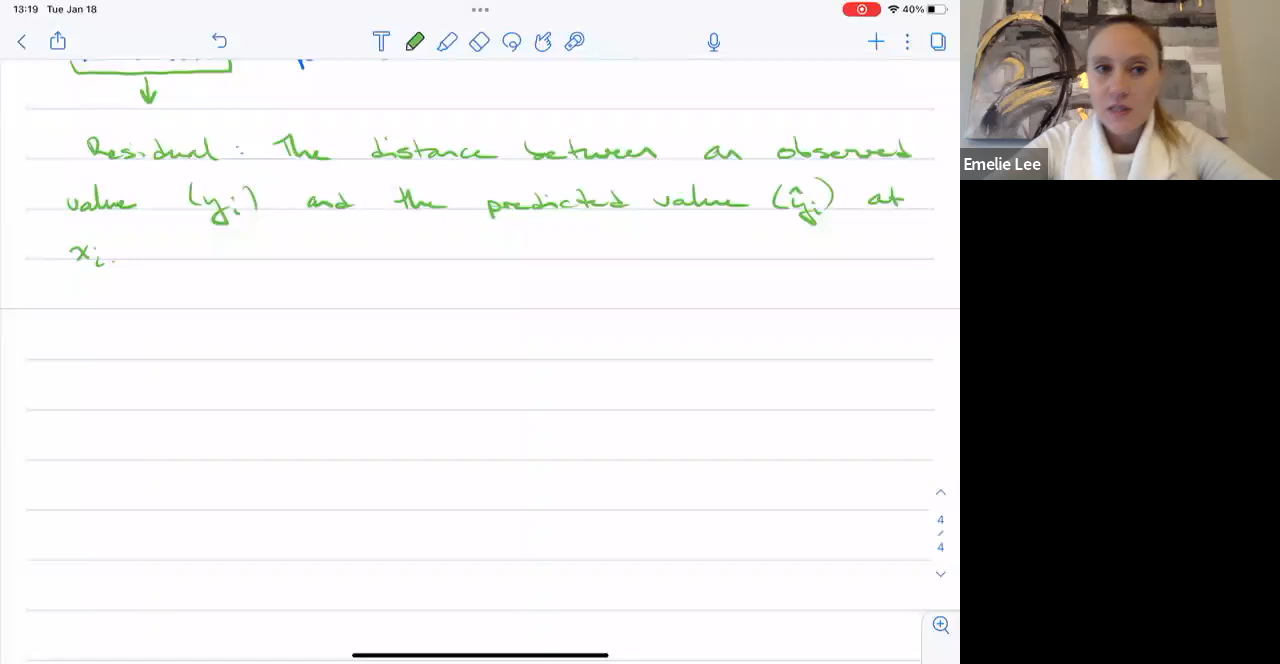 13:19 Tue Jan 18
40%
Residual : The distance between an observed
value (yᵢ) and the predicted value (ŷᵢ) at
xᵢ.
4
/
4
Emelie Lee